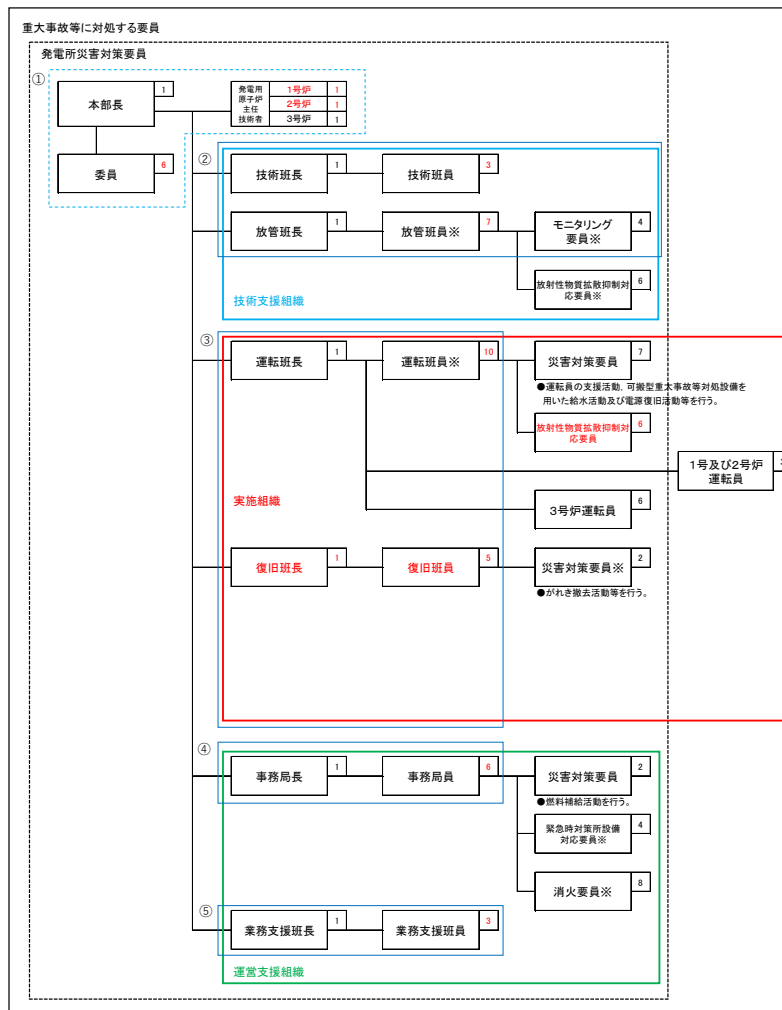 重大事故等に対処する要員
発電所災害対策要員
①
本部長
1
発電用
原子炉
主任
技術者
1号炉
1
2号炉
1
3号炉
1
委員
6
②
技術班長
1
技術班員
3
放管班長
1
放管班員※
7
モニタリング
要員※
4
放射性物質拡散抑制対
応要員※
6
技術支援組織
③
運転班長
1
運転班員※
10
災害対策要員
7
●運転員の支援活動，可搬型重大事故等対処設備を
用いた給水活動及び電源復旧活動等を行う。
放射性物質拡散抑制対
応要員
6
1号及び2号炉
運転員
実施組織
3号炉運転員
6
復旧班長
1
復旧班員
5
災害対策要員※
2
●がれき撤去活動等を行う。
④
事務局長
1
事務局員
6
災害対策要員
2
●燃料補給活動を行う。
緊急時対策所設備
対応要員※
4
消火要員※
8
⑤
業務支援班長
1
業務支援班員
3
運営支援組織